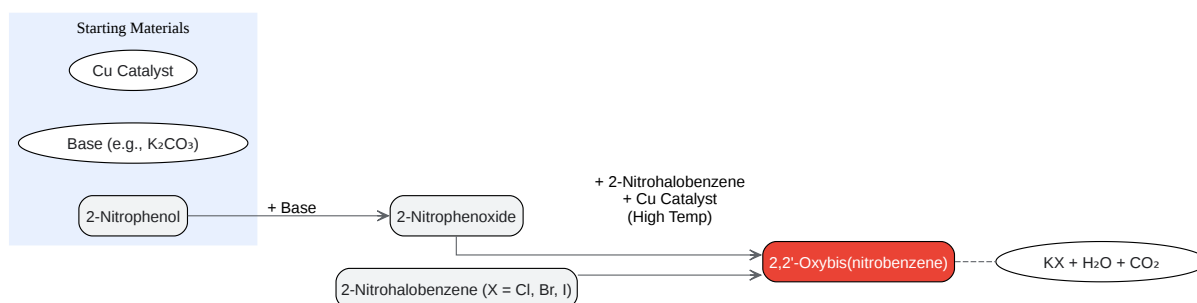 Starting Materials
Cu Catalyst
Base (e.g., K₂CO₃)
2-Nitrophenol
+ Base
2-Nitrophenoxide
+ 2-Nitrohalobenzene
+ Cu Catalyst
(High Temp)
2-Nitrohalobenzene (X = Cl, Br, I)
2,2'-Oxybis(nitrobenzene)
KX + H₂O + CO₂